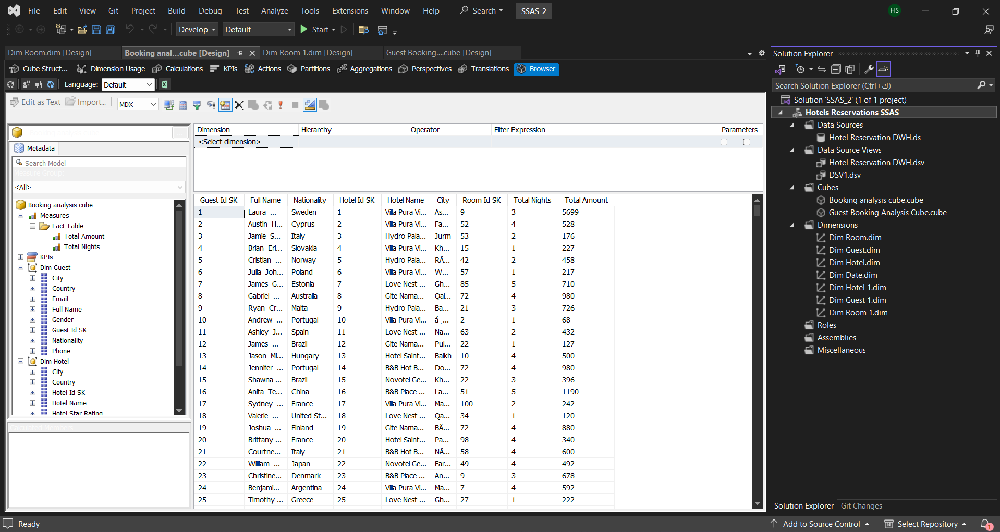 File Edit View Git Project Build Debug Test Analyze Tools Extensions Window Help Search SSAS_2 HS
Develop Default Start
Dim Room.dim [Design] Booking anal...cube [Design] Dim Room 1.dim [Design] Guest Booking....cube [Design]
Cube Struct... Dimension Usage Calculations KPIs Actions Partitions Aggregations Perspectives Translations Browser
Language: Default
Edit as Text Import... MDX
Metadata
Search Model
Measure Group:
<All>
Booking analysis cube
Measures
Fact Table
Total Amount
Total Nights
KPIs
Dim Guest
City
Country
Email
Full Name
Gender
Guest Id SK
Nationality
Phone
Dim Hotel
City
Country
Hotel Id SK
Hotel Name
Hotel Star Rating
Calculated Members
Dimension Hierarchy Operator Filter Expression Parameters
<Select dimension>
Guest Id SK Full Name Nationality Hotel Id SK Hotel Name City Room Id SK Total Nights Total Amount
1 Laura ... Sweden 1 Villa Pura Vi... As... 9 3 5699
2 Austin H... Cyprus 2 Villa Pura Vi... Fa... 52 4 528
3 Jamie S... Italy 3 Hydro Pala... Jurm 53 2 176
4 Brian Eri... Slovakia 4 Villa Pura Vi... Kh... 15 1 227
5 Cristian ... Norway 5 Hydro Pala... RÄ... 42 2 458
6 Julia Joh... Poland 6 Villa Pura Vi... W... 57 1 217
7 James G... Estonia 7 Love Nest ... Gh... 85 5 710
8 Gabriel ... Australia 8 Gite Nama... Qal... 72 4 980
9 Ryan Cr... Malta 9 Hydro Pala... Ba... 21 3 726
10 Andrew ... Portugal 10 Villa Pura Vi... á¸... 2 1 68
11 Ashley J... Spain 11 Love Nest ... Na... 63 2 432
12 James ... Brazil 12 Gite Nama... Pul... 22 1 127
13 Jason Mi... Hungary 13 Hotel Saint... Balkh 10 4 500
14 Jennifer ... Portugal 14 B&B Hof B... Do... 72 4 980
15 Shawna ... Brazil 15 Novotel Ge... Kh... 22 3 396
16 Anita Te... China 16 B&B Place ... La... 51 5 1190
17 Sydney ... France 17 Villa Pura Vi... Ma... 100 2 242
18 Valerie ... United St... 18 Love Nest ... Qa... 34 1 120
19 Joshua ... Finland 19 Gite Nama... BÄ... 72 4 880
20 Brittany ... France 20 Hotel Saint... Pa... 98 4 340
21 Courtne... Italy 21 B&B Hof B... NÄ... 58 4 600
22 William ... Japan 22 Novotel Ge... Far... 49 4 492
23 Christine... Denmark 23 B&B Place ... An... 9 3 678
24 Benjami... Argentina 24 Villa Pura Vi... Ma... 7 4 592
25 Timothy ... Greece 25 Love Nest ... Gh... 27 1 222
Solution Explorer
Search Solution Explorer (Ctrl+ك)
Solution 'SSAS_2' (1 of 1 project)
Hotels Reservations SSAS
Data Sources
Hotel Reservation DWH.ds
Data Source Views
Hotel Reservation DWH.dsv
DSV1.dsv
Cubes
Booking analysis cube.cube
Guest Booking Analysis Cube.cube
Dimensions
Dim Room.dim
Dim Guest.dim
Dim Hotel.dim
Dim Date.dim
Dim Hotel 1.dim
Dim Guest 1.dim
Dim Room 1.dim
Roles
Assemblies
Miscellaneous
Solution Explorer Git Changes
Ready Add to Source Control Select Repository 1